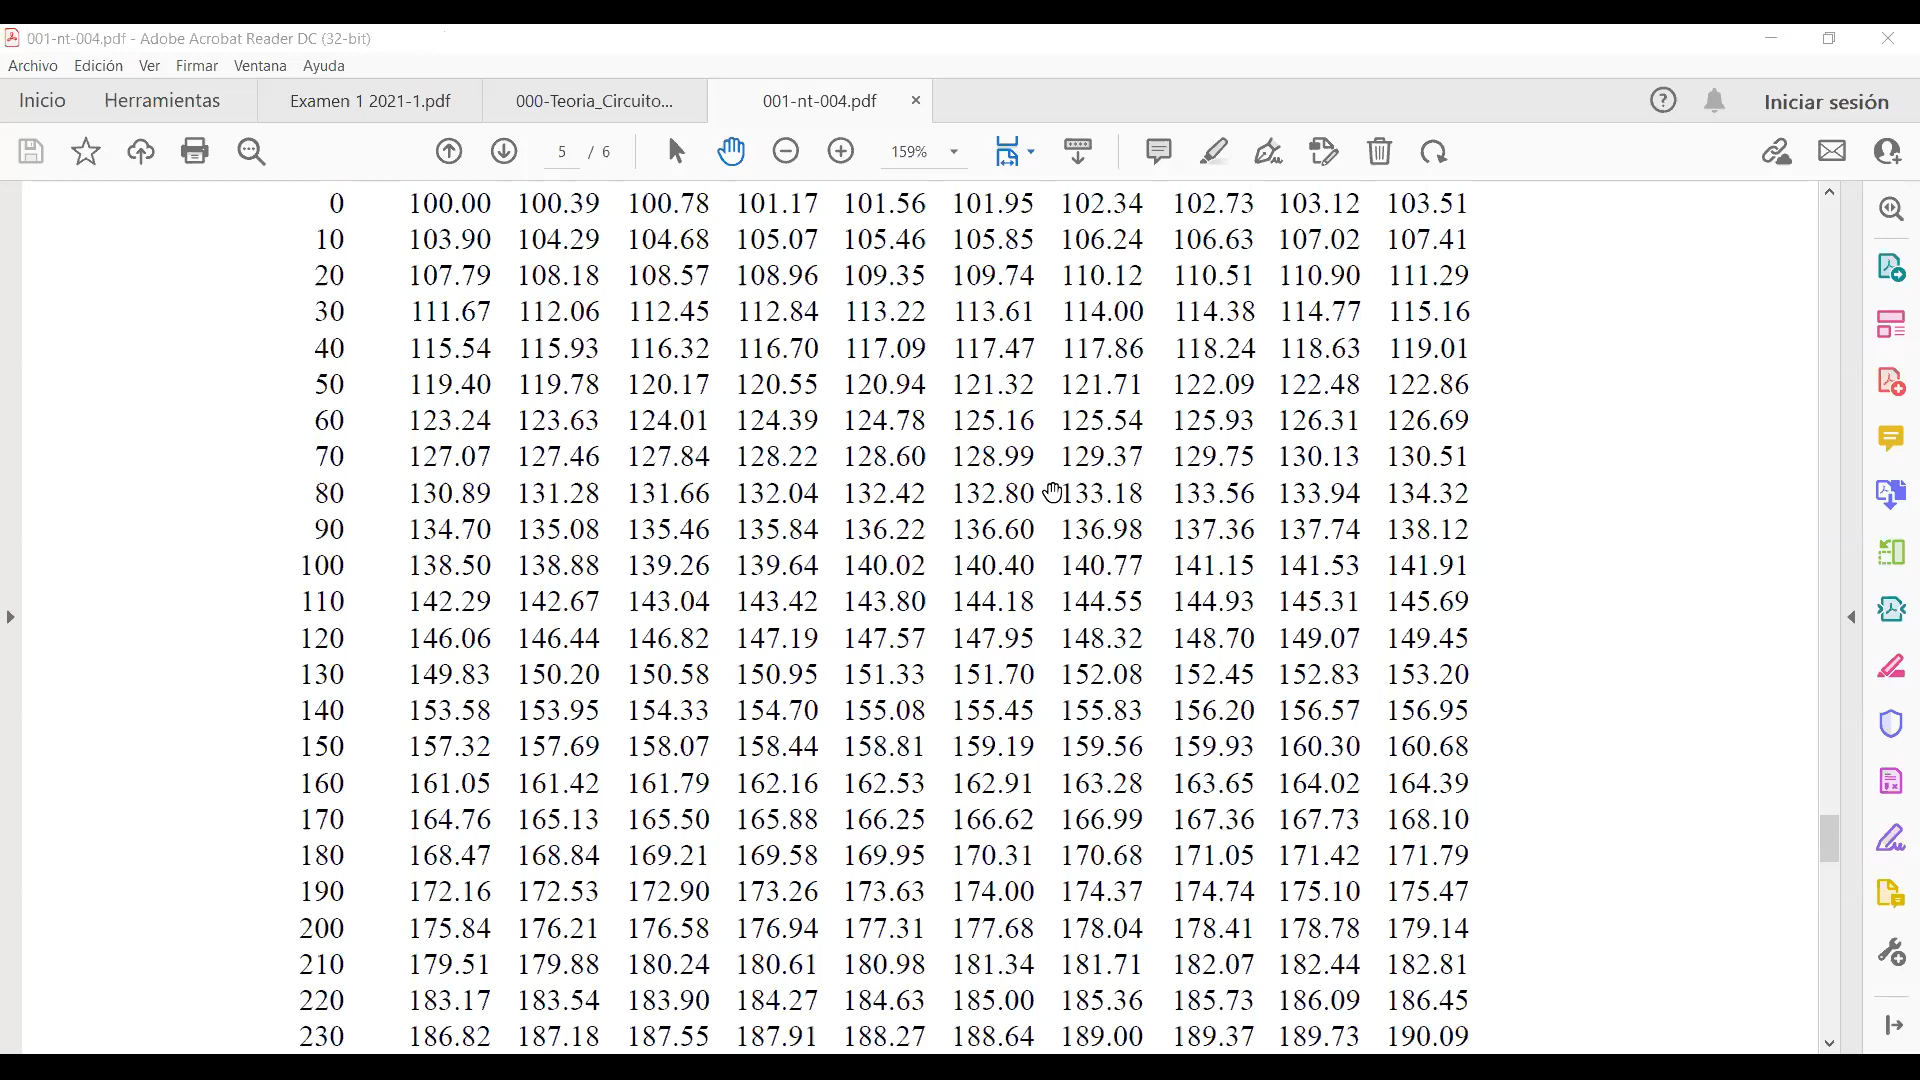 001-nt-004.pdf - Adobe Acrobat Reader DC (32-bit)
Archivo Edición Ver Firmar Ventana Ayuda
Inicio Herramientas Examen 1 2021-1.pdf 000-Teoria_Circuito... 001-nt-004.pdf Iniciar sesión
5 / 6 159%
0 100.00 100.39 100.78 101.17 101.56 101.95 102.34 102.73 103.12 103.51
10 103.90 104.29 104.68 105.07 105.46 105.85 106.24 106.63 107.02 107.41
20 107.79 108.18 108.57 108.96 109.35 109.74 110.12 110.51 110.90 111.29
30 111.67 112.06 112.45 112.84 113.22 113.61 114.00 114.38 114.77 115.16
40 115.54 115.93 116.32 116.70 117.09 117.47 117.86 118.24 118.63 119.01
50 119.40 119.78 120.17 120.55 120.94 121.32 121.71 122.09 122.48 122.86
60 123.24 123.63 124.01 124.39 124.78 125.16 125.54 125.93 126.31 126.69
70 127.07 127.46 127.84 128.22 128.60 128.99 129.37 129.75 130.13 130.51
80 130.89 131.28 131.66 132.04 132.42 132.80 133.18 133.56 133.94 134.32
90 134.70 135.08 135.46 135.84 136.22 136.60 136.98 137.36 137.74 138.12
100 138.50 138.88 139.26 139.64 140.02 140.40 140.77 141.15 141.53 141.91
110 142.29 142.67 143.04 143.42 143.80 144.18 144.55 144.93 145.31 145.69
120 146.06 146.44 146.82 147.19 147.57 147.95 148.32 148.70 149.07 149.45
130 149.83 150.20 150.58 150.95 151.33 151.70 152.08 152.45 152.83 153.20
140 153.58 153.95 154.33 154.70 155.08 155.45 155.83 156.20 156.57 156.95
150 157.32 157.69 158.07 158.44 158.81 159.19 159.56 159.93 160.30 160.68
160 161.05 161.42 161.79 162.16 162.53 162.91 163.28 163.65 164.02 164.39
170 164.76 165.13 165.50 165.88 166.25 166.62 166.99 167.36 167.73 168.10
180 168.47 168.84 169.21 169.58 169.95 170.31 170.68 171.05 171.42 171.79
190 172.16 172.53 172.90 173.26 173.63 174.00 174.37 174.74 175.10 175.47
200 175.84 176.21 176.58 176.94 177.31 177.68 178.04 178.41 178.78 179.14
210 179.51 179.88 180.24 180.61 180.98 181.34 181.71 182.07 182.44 182.81
220 183.17 183.54 183.90 184.27 184.63 185.00 185.36 185.73 186.09 186.45
230 186.82 187.18 187.55 187.91 188.27 188.64 189.00 189.37 189.73 190.09